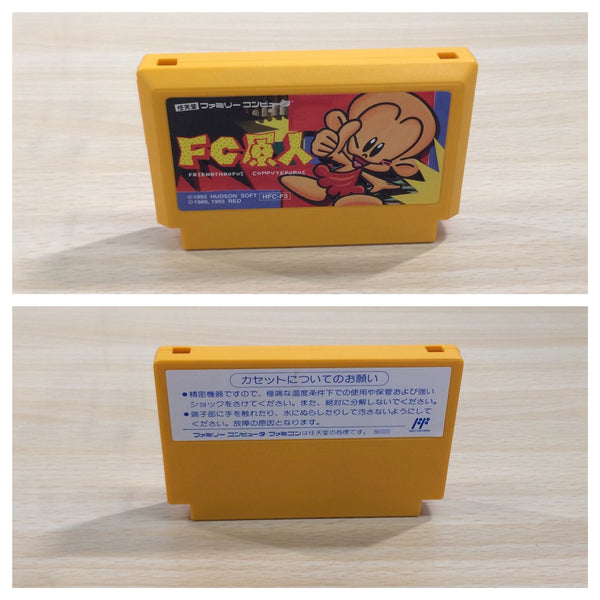 任天堂 ファミリー コンピュータ
FC原人
FRIENDTHROPUS COMPUTERURUS
©1993 HUDSON SOFT
©1989, 1993 RED
HFC-F3
カセットについてのお願い
●精密機器ですので、極端な温度条件下での使用や保管および強い
ショックをさけてください。また、絶対に分解しないでください。
●端子部に手を触れたり、水にぬらしたりして汚さないようにして
ください。故障の原因となります。
ファミリー コンピュータ ファミコンは任天堂の商標です。